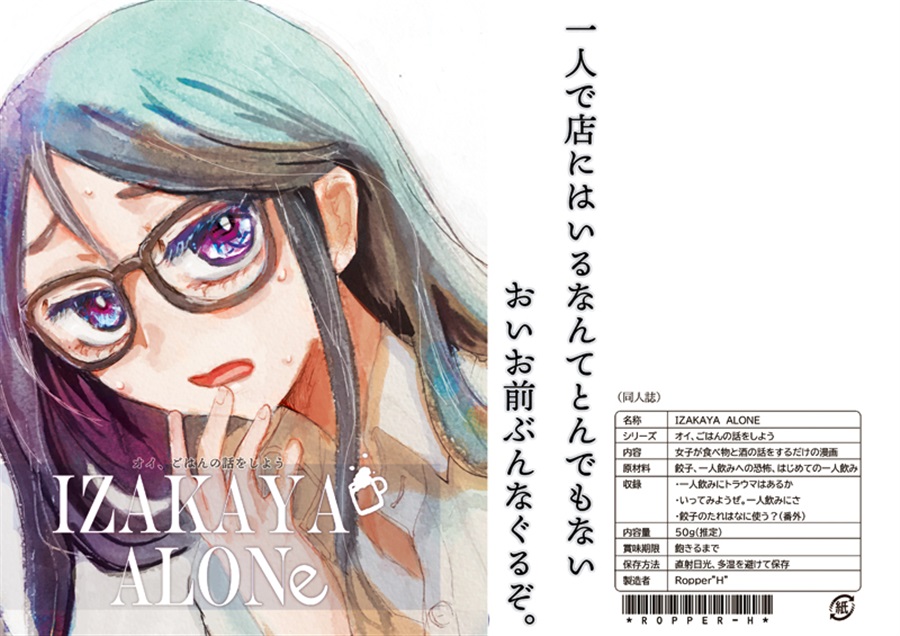 オイ、ごはんの話をしよう
IZAKAYA
ALONe
一人で店にはいるなんてとんでもない
おいお前ぶんなぐるぞ。
(同人誌)
名称 IZAKAYA ALONE
シリーズ オイ、ごはんの話をしよう
内容 女子が食べ物と酒の話をするだけの漫画
原材料 餃子、一人飲みへの恐怖、はじめての一人飲み
収録 ・一人飲みにトラウマはあるか
・いってみようぜ。一人飲みにさ
・餃子のたれはなに使う?(番外)
内容量 50g(推定)
賞味期限 飽きるまで
保存方法 直射日光、多湿を避けて保存
製造者 Ropper"H"
*ROPPER-H*
紙